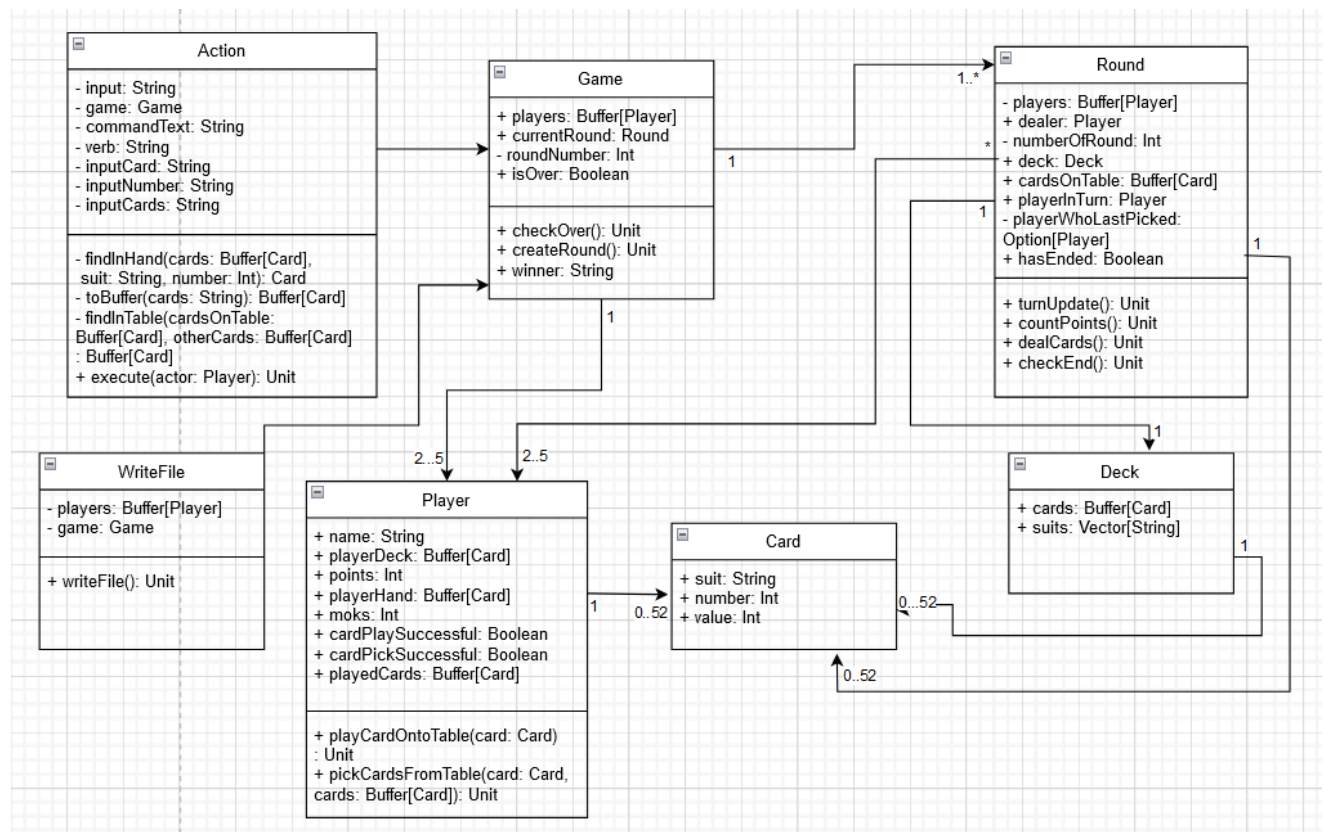 Action
- input: String
- game: Game
- commandText: String
- verb: String
- inputCard: String
- inputNumber: String
- inputCards: String
- findInHand(cards: Buffer[Card],
suit: String, number: Int): Card
- toBuffer(cards: String): Buffer[Card]
- findInTable(cardsOnTable:
Buffer[Card], otherCards: Buffer[Card]
: Buffer[Card]
+ execute(actor: Player): Unit
Game
+ players: Buffer[Player]
+ currentRound: Round
- roundNumber: Int
+ isOver: Boolean
+ checkOver(): Unit
+ createRound(): Unit
+ winner: String
1
1..*
1
Round
- players: Buffer[Player]
+ dealer: Player
- numberOfRound: Int
+ deck: Deck
+ cardsOnTable: Buffer[Card]
+ playerInTurn: Player
- playerWhoLastPicked:
Option[Player]
+ hasEnded: Boolean
+ turnUpdate(): Unit
+ countPoints(): Unit
+ dealCards(): Unit
+ checkEnd(): Unit
*
1
1
1
WriteFile
- players: Buffer[Player]
- game: Game
+ writeFile(): Unit
2...5
2..5
Player
+ name: String
+ playerDeck: Buffer[Card]
+ points: Int
+ playerHand: Buffer[Card]
+ moks: Int
+ cardPlaySuccessful: Boolean
+ cardPickSuccessful: Boolean
+ playedCards: Buffer[Card]
+ playCardOntoTable(card: Card)
: Unit
+ pickCardsFromTable(card: Card,
cards: Buffer[Card]): Unit
1
0..52
Card
+ suit: String
+ number: Int
+ value: Int
0...52
0..52
Deck
+ cards: Buffer[Card]
+ suits: Vector[String]
1